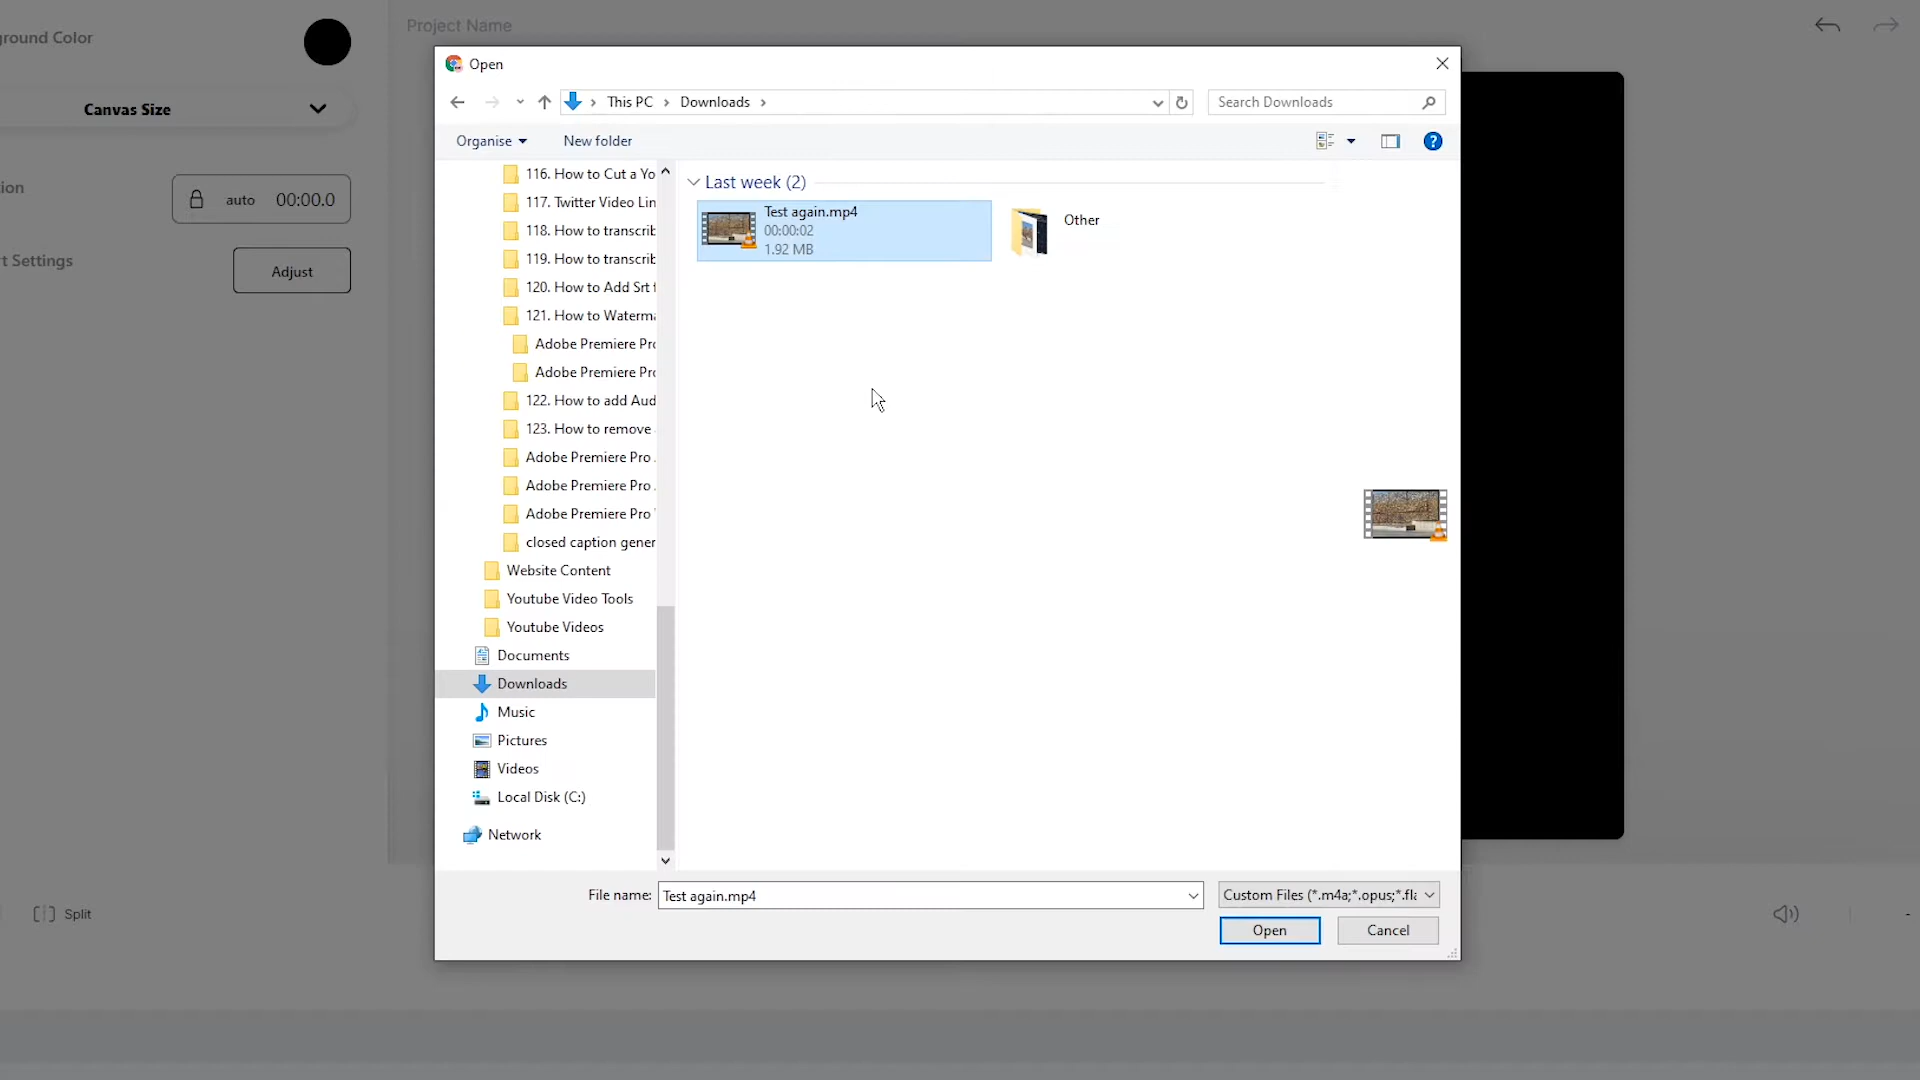 ground Color
Project Name
Canvas Size
ion
auto 00:00.0
t Settings
Adjust
Split
Open
This PC
Downloads
Search Downloads
Organise
New folder
116. How to Cut a Yo
117. Twitter Video Lin
118. How to transcrib
119. How to transcrib
120. How to Add Srt f
121. How to Waterma
Adobe Premiere Pro
Adobe Premiere Pro
122. How to add Aud
123. How to remove
Adobe Premiere Pro
Adobe Premiere Pro
Adobe Premiere Pro
closed caption gener
Website Content
Youtube Video Tools
Youtube Videos
Documents
Downloads
Music
Pictures
Videos
Local Disk (C:)
Network
Last week (2)
Test again.mp4
00:00:02
1.92 MB
Other
File name: Test again.mp4
Custom Files (*.m4a;*.opus;*.fla
Open
Cancel